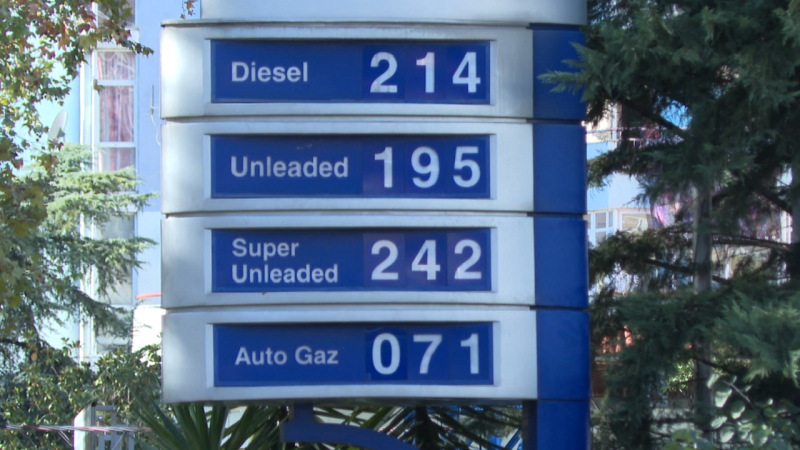 Diesel 214
Unleaded 195
Super
Unleaded 242
Auto Gaz 071